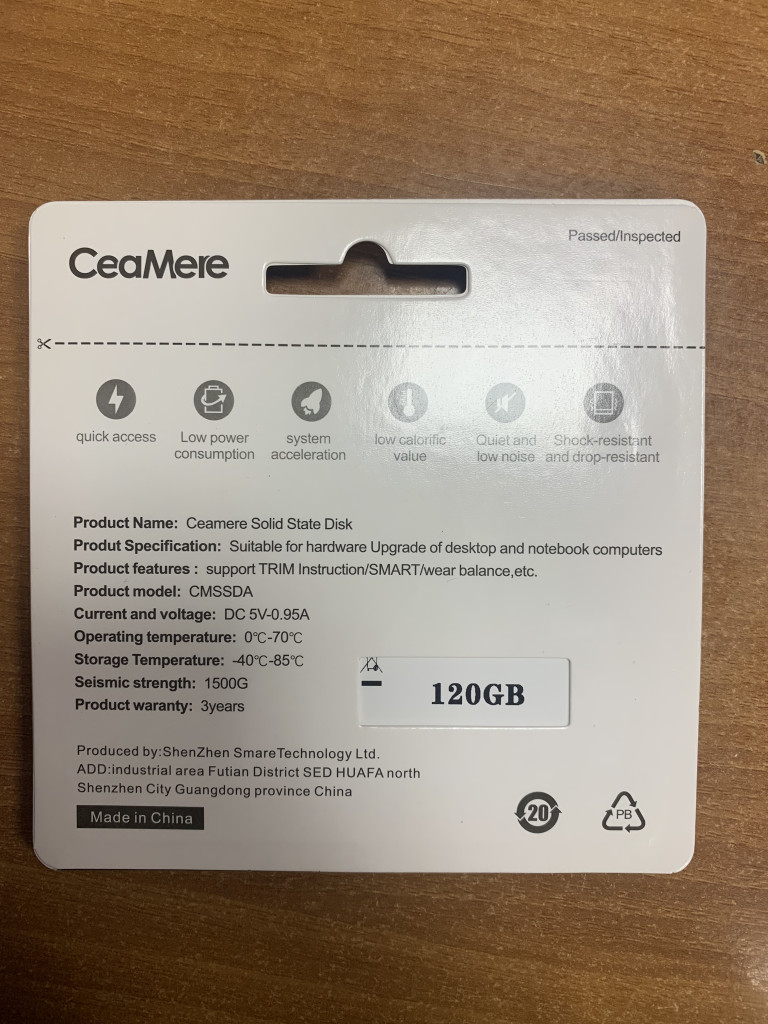 CeaMere
Passed/Inspected
quick access
Low power
consumption
system
acceleration
low calorific
value
Quiet and
low noise
Shock-resistant
and drop-resistant
Product Name: Ceamere Solid State Disk
Produt Specification: Suitable for hardware Upgrade of desktop and notebook computers
Product features : support TRIM Instruction/SMART/wear balance,etc.
Product model: CMSSDA
Current and voltage: DC 5V-0.95A
Operating temperature: 0℃-70℃
Storage Temperature: -40℃-85℃
Seismic strength: 1500G
Product waranty: 3years
120GB
Produced by:ShenZhen SmareTechnology Ltd.
ADD:industrial area Futian District SED HUAFA north
Shenzhen City Guangdong province China
Made in China
20
PB